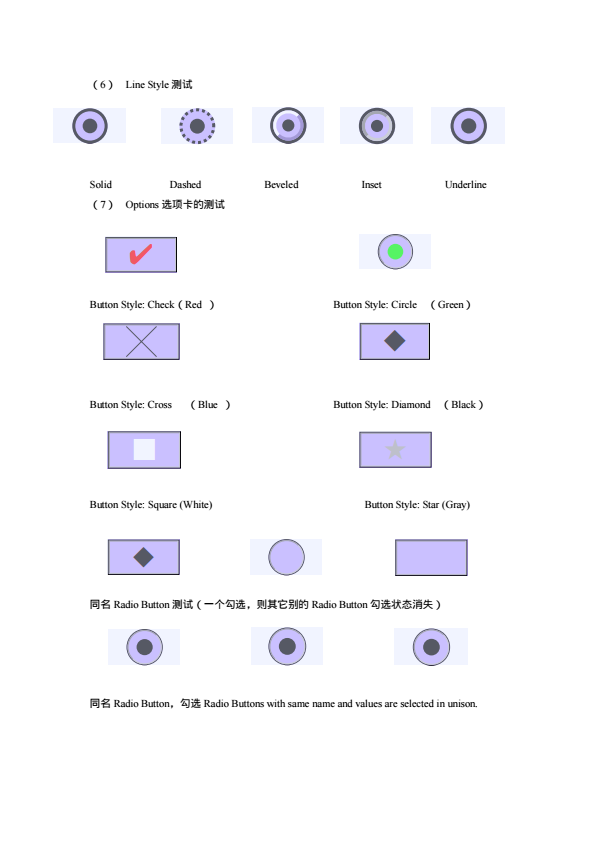 （6） Line Style 测试
Solid Dashed Beveled Inset Underline
（7） Options 选项卡的测试
Button Style: Check（Red ） Button Style: Circle （Green）
Button Style: Cross （Blue ） Button Style: Diamond （Black）
Button Style: Square (White) Button Style: Star (Gray)
同名 Radio Button 测试（一个勾选，则其它别的 Radio Button 勾选状态消失）
同名 Radio Button，勾选 Radio Buttons with same name and values are selected in unison.